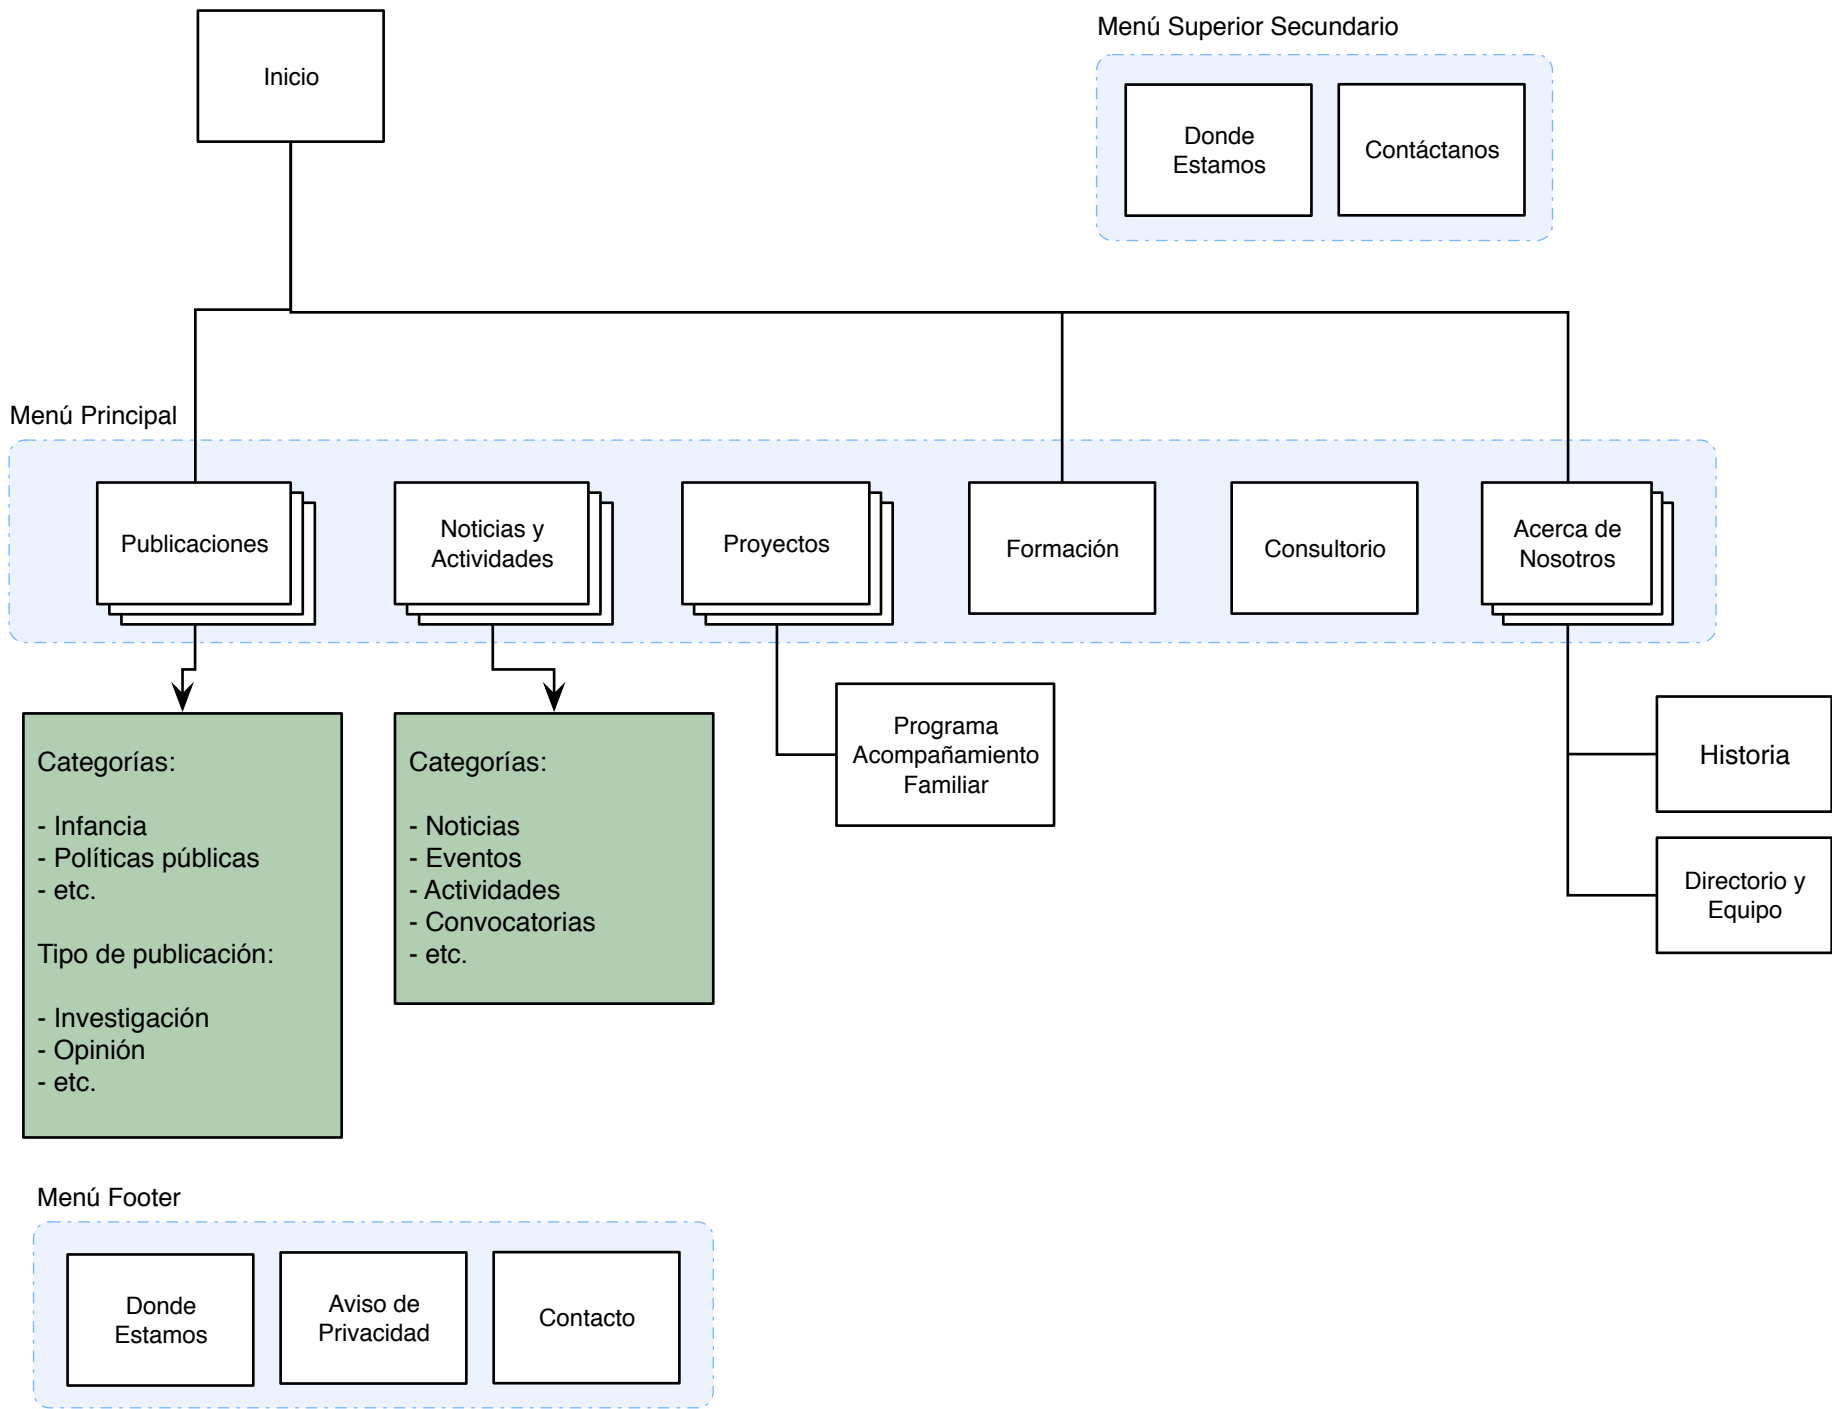 Inicio
Menú Superior Secundario
Donde
Estamos
Contáctanos
Menú Principal
Publicaciones
Noticias y
Actividades
Proyectos
Formación
Consultorio
Acerca de
Nosotros
Categorías:
- Infancia
- Políticas públicas
- etc.
Tipo de publicación:
- Investigación
- Opinión
- etc.
Categorías:
- Noticias
- Eventos
- Actividades
- Convocatorias
- etc.
Programa
Acompañamiento
Familiar
Historia
Directorio y
Equipo
Menú Footer
Donde
Estamos
Aviso de
Privacidad
Contacto